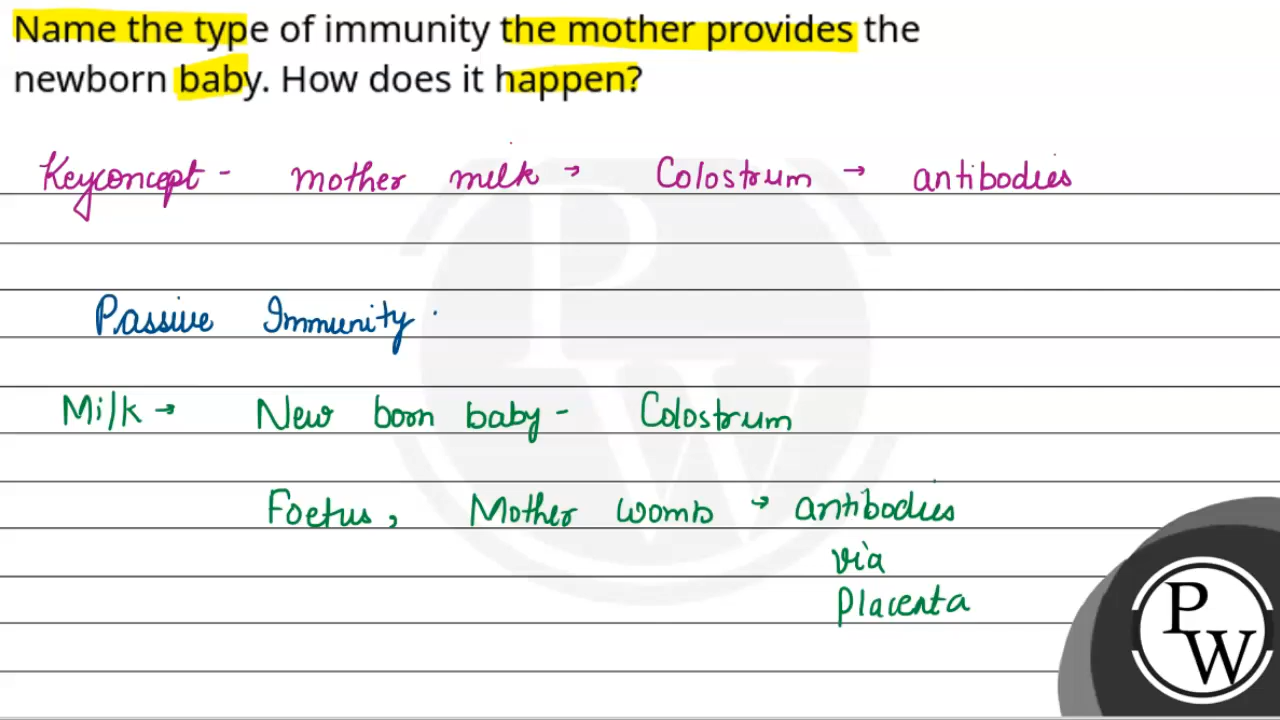 Name the type of immunity the mother provides the
newborn baby. How does it happen?
Keyconcept - mother milk → Colostrum → antibodies
Passive Immunity.
Milk → New born baby - Colostrum
Foetus, Mother womb → antibodies
via
Placenta
PW
PW